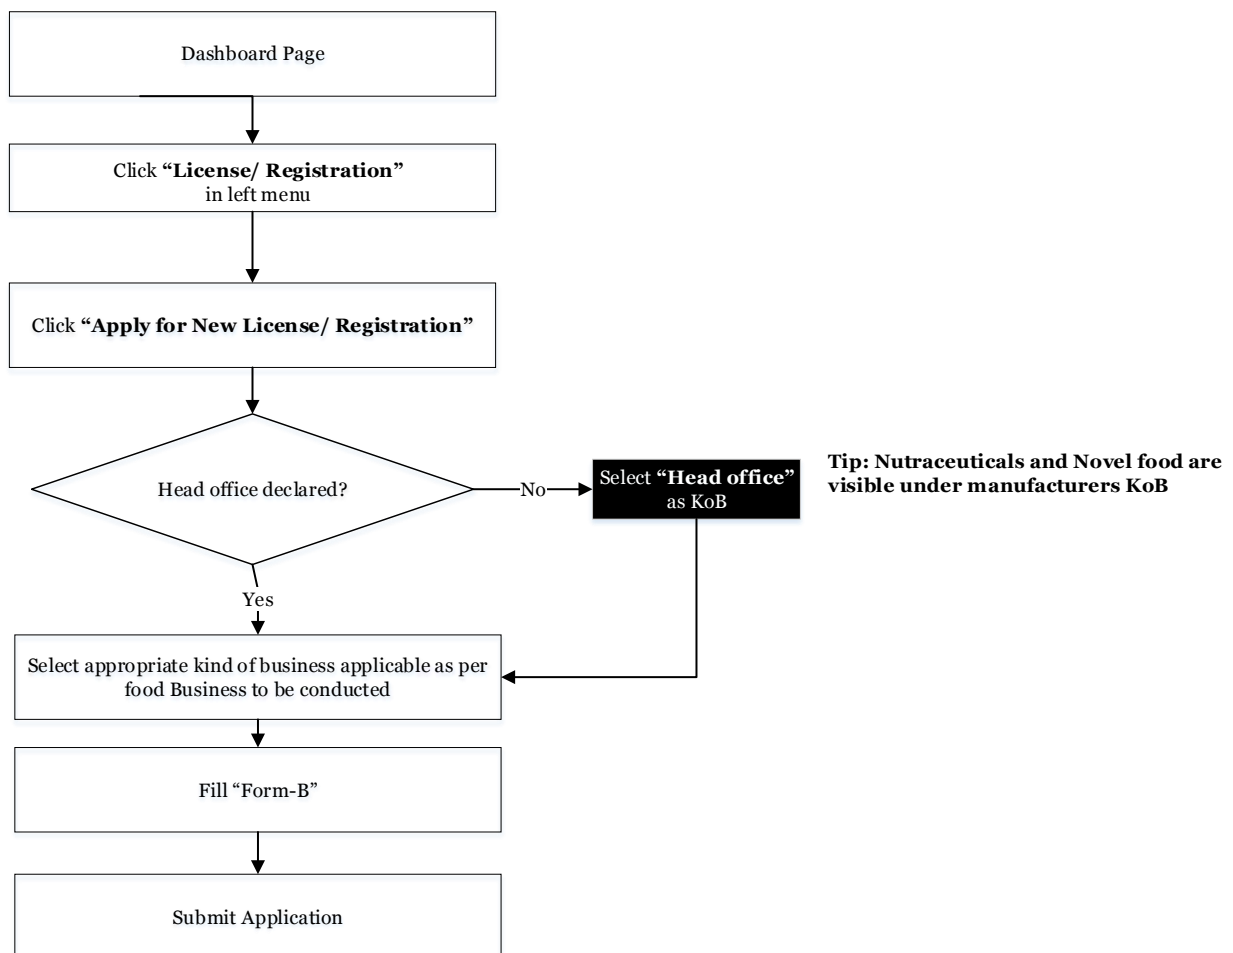 Dashboard Page
Click “License/ Registration”
in left menu
Click “Apply for New License/ Registration”
Head office declared?
No
Select “Head office”
as KoB
Tip: Nutraceuticals and Novel food are
visible under manufacturers KoB
Yes
Select appropriate kind of business applicable as per
food Business to be conducted
Fill “Form-B”
Submit Application